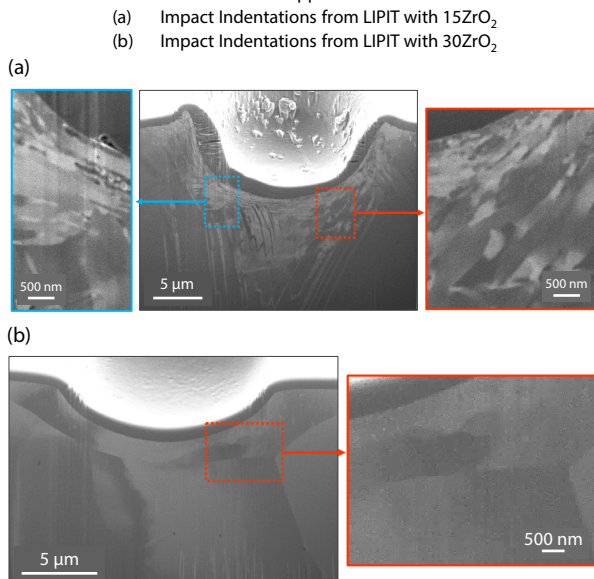 (a) Impact Indentations from LIPIT with 15ZrO₂
(b) Impact Indentations from LIPIT with 30ZrO₂
(a)
500 nm
5 μm
500 nm
(b)
5 μm
500 nm